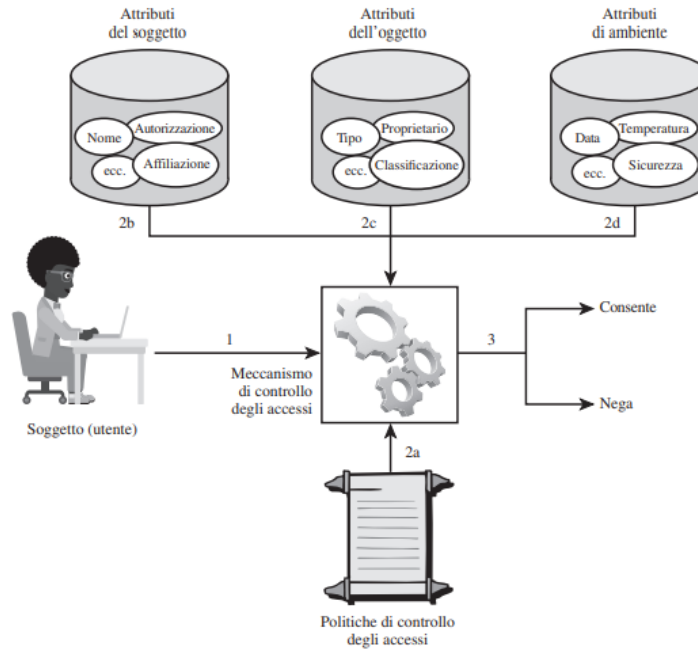 Attributi
del soggetto
Attributi
dell'oggetto
Attributi
di ambiente
Nome
Autorizzazione
ecc.
Affiliazione
Tipo
Proprietario
ecc.
Classificazione
Data
Temperatura
ecc.
Sicurezza
2b
2c
2d
1
Meccanismo
di controllo
degli accessi
3
Consente
Nega
Soggetto (utente)
2a
Politiche di controllo
degli accessi